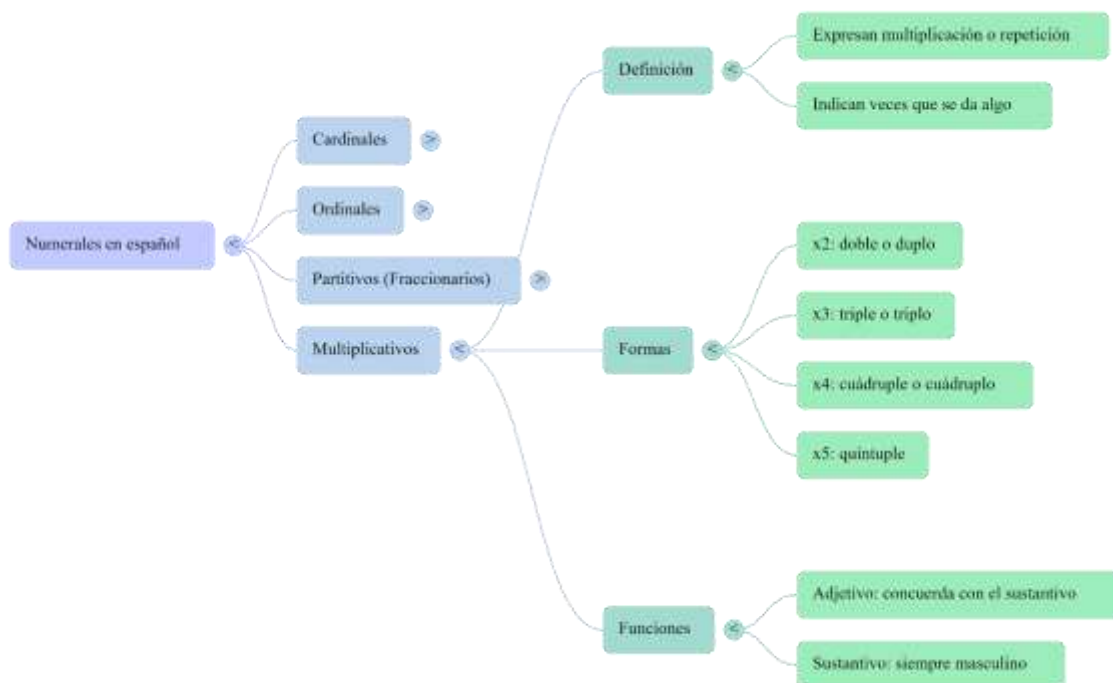 Numerales en español
Cardinales
Ordinales
Partitivos (Fraccionarios)
Multiplicativos
Definición
Expresan multiplicación o repetición
Indican veces que se da algo
Formas
x2: doble o duplo
x3: triple o triplo
x4: cuádruple o cuádruplo
x5: quíntuple
Funciones
Adjetivo: concuerda con el sustantivo
Sustantivo: siempre masculino